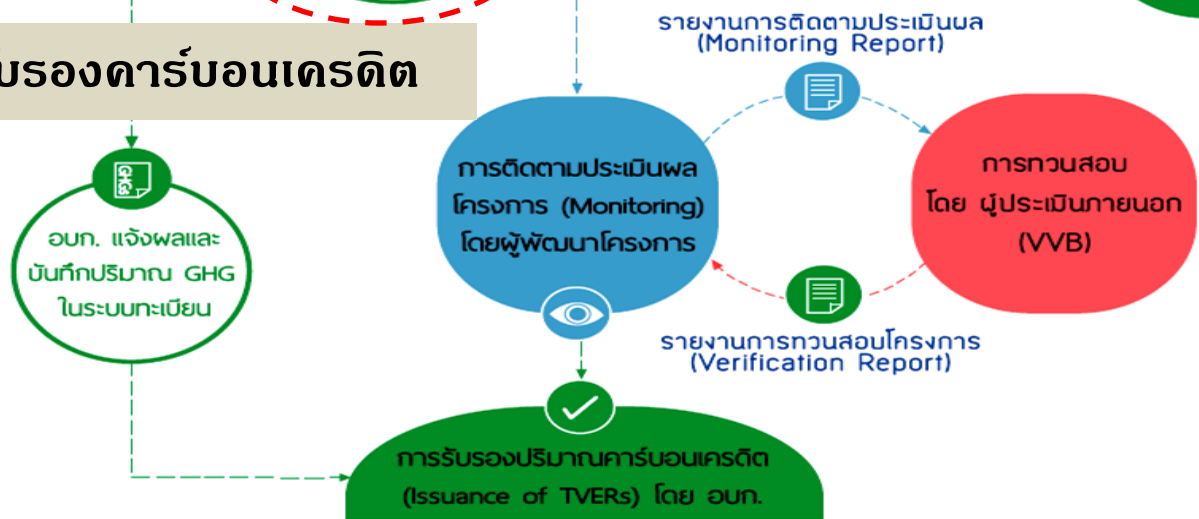 รายงานการติดตามประเมินผล
(Monitoring Report)
รับรองคาร์บอนเครดิต
การติดตามประเมินผล
โครงการ (Monitoring)
โดยผู้พัฒนาโครงการ
การทวนสอบ
โดย ผู้ประเมินภายนอก
(VVB)
GHGs
อบก. แจ้งผลและ
บันทึกปริมาณ GHG
ในระบบทะเบียน
รายงานการทวนสอบโครงการ
(Verification Report)
การรับรองปริมาณคาร์บอนเครดิต
(Issuance of TVERs) โดย อบก.